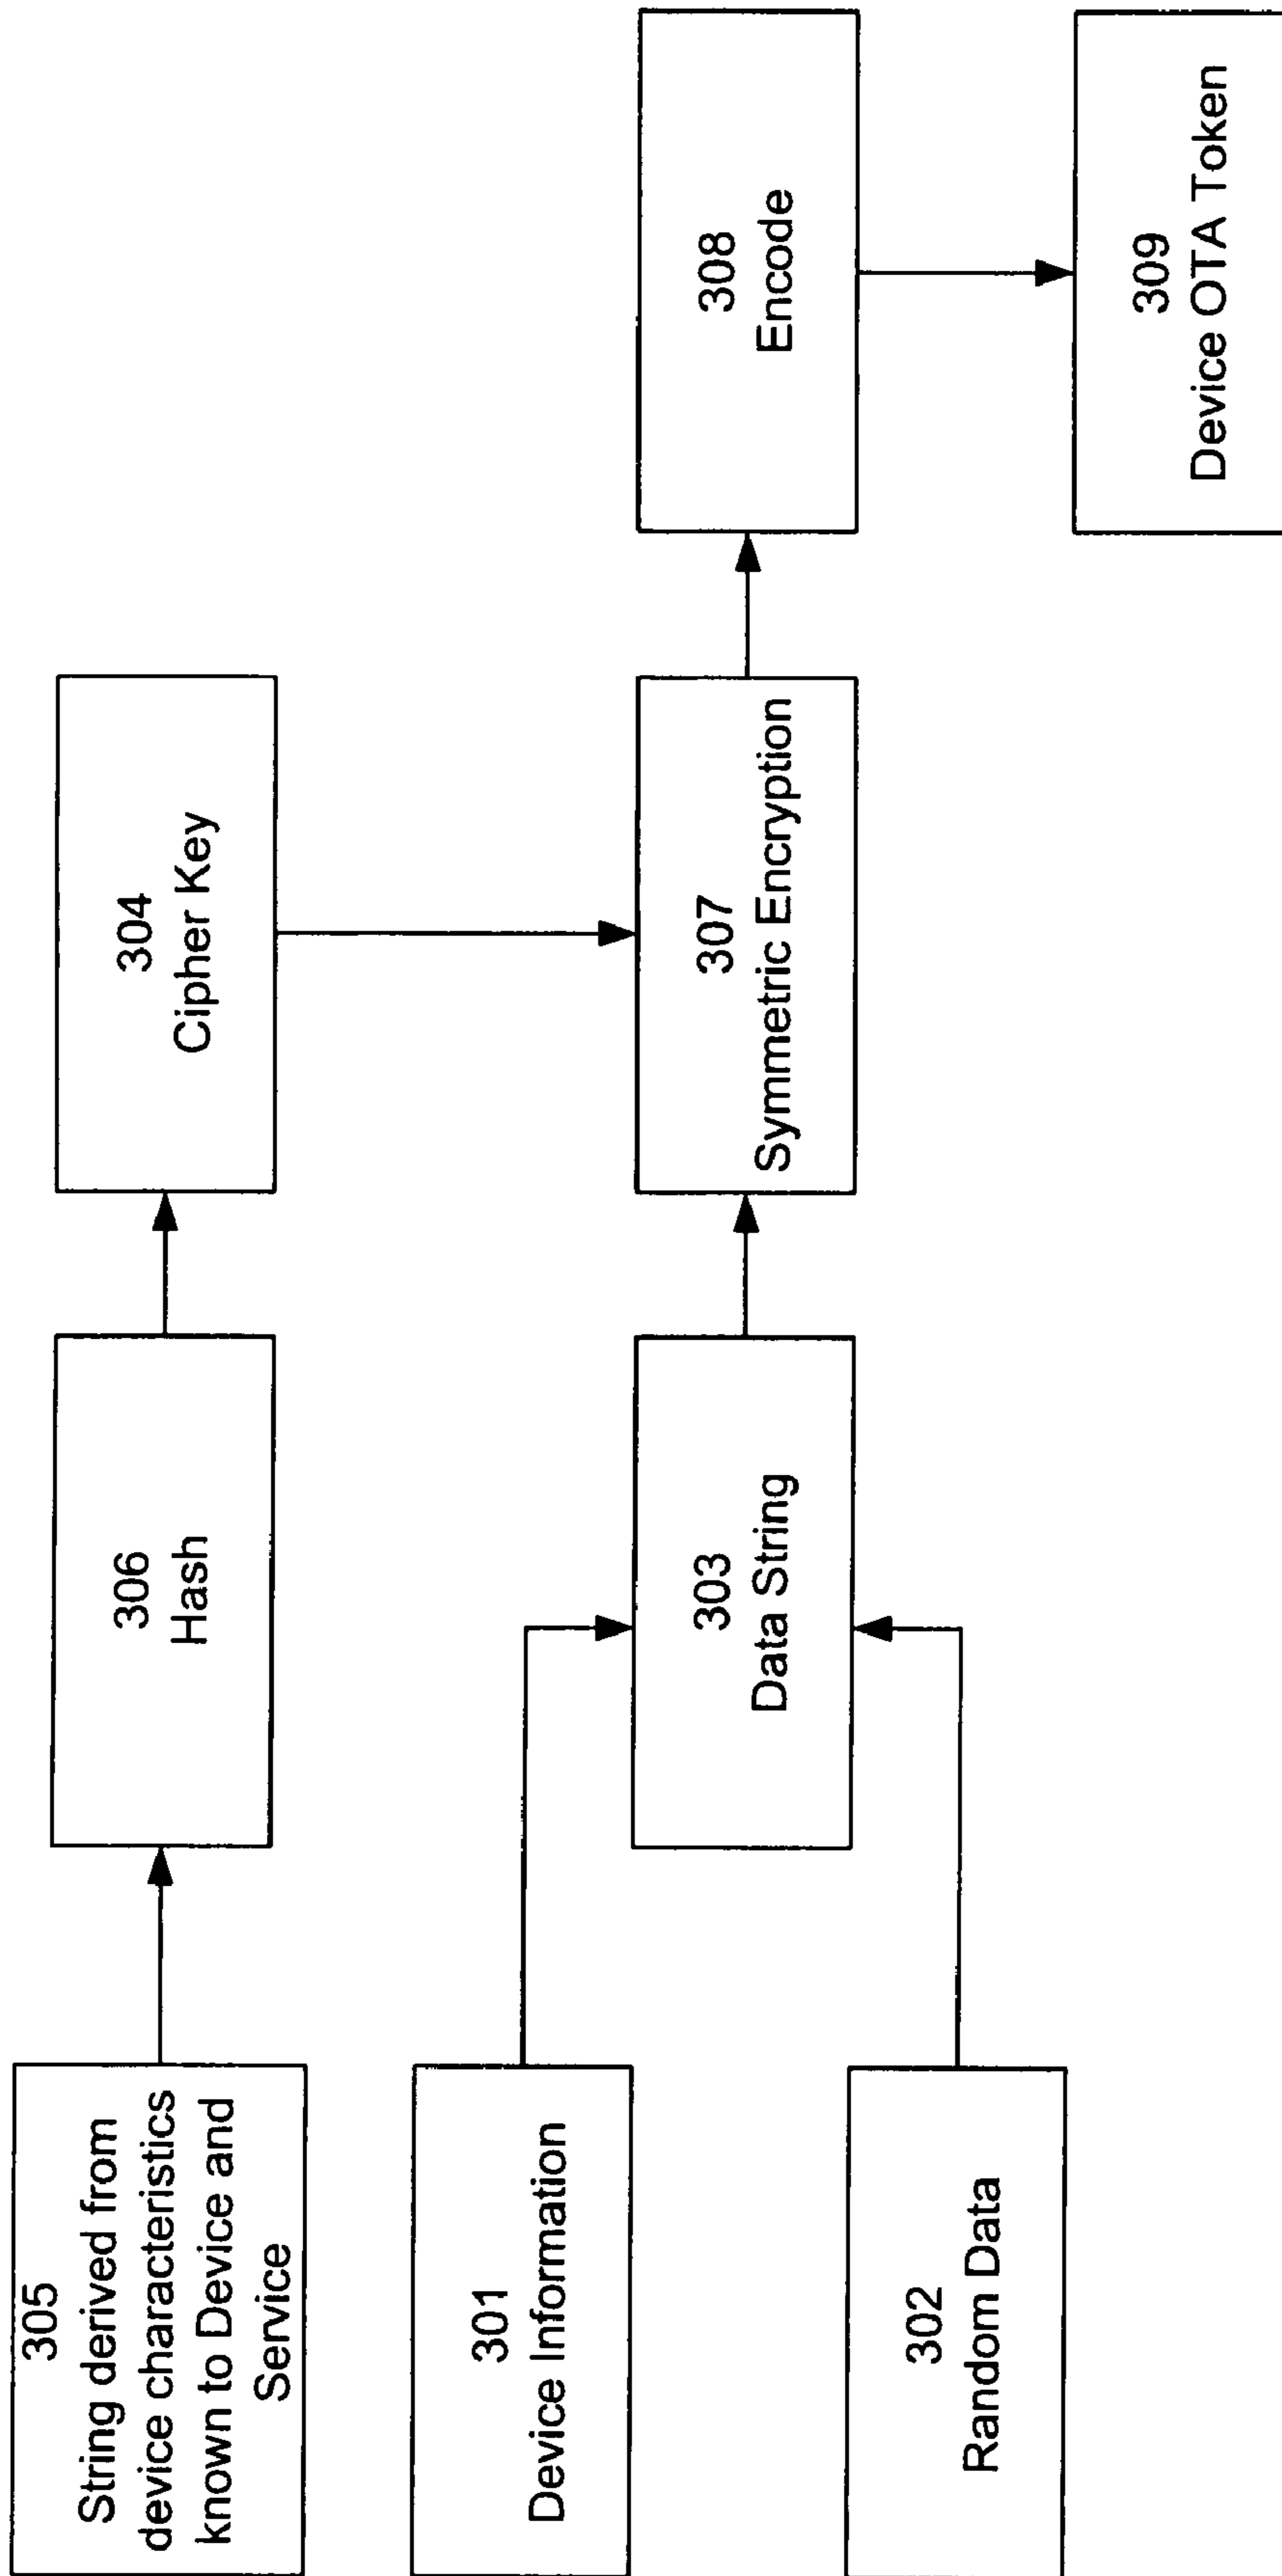 305
String derived from
device characteristics
known to Device and
Service
306
Hash
304
Cipher Key
301
Device Information
303
Data String
307
Symmetric Encryption
308
Encode
302
Random Data
309
Device OTA Token